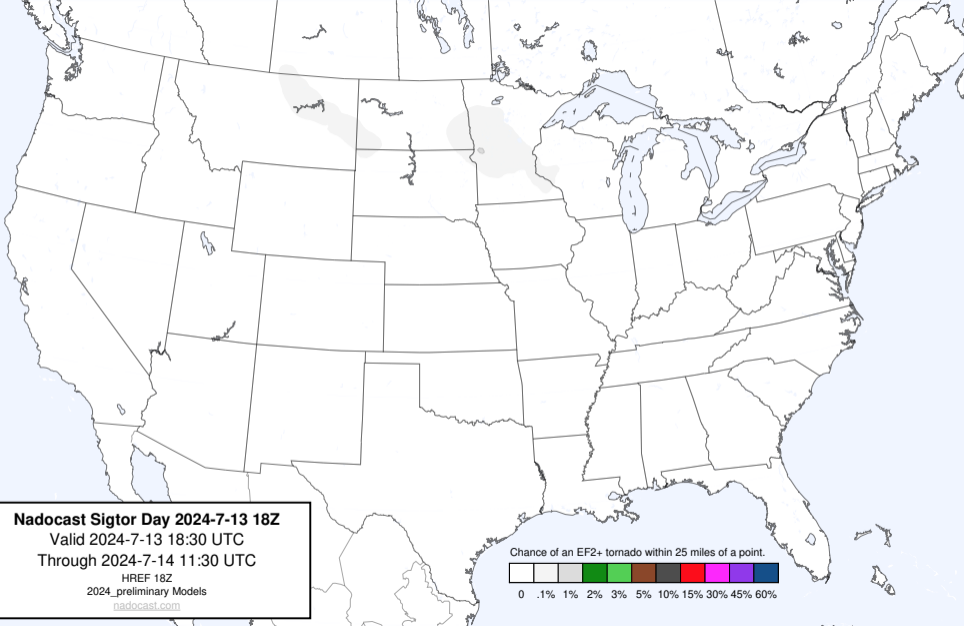 Nadocast Sigtor Day 2024-7-13 18Z
Valid 2024-7-13 18:30 UTC
Through 2024-7-14 11:30 UTC
HREF 18Z
2024_preliminary Models
nadocast.com
Chance of an EF2+ tornado within 25 miles of a point.
0 .1% 1% 2% 3% 5% 10% 15% 30% 45% 60%